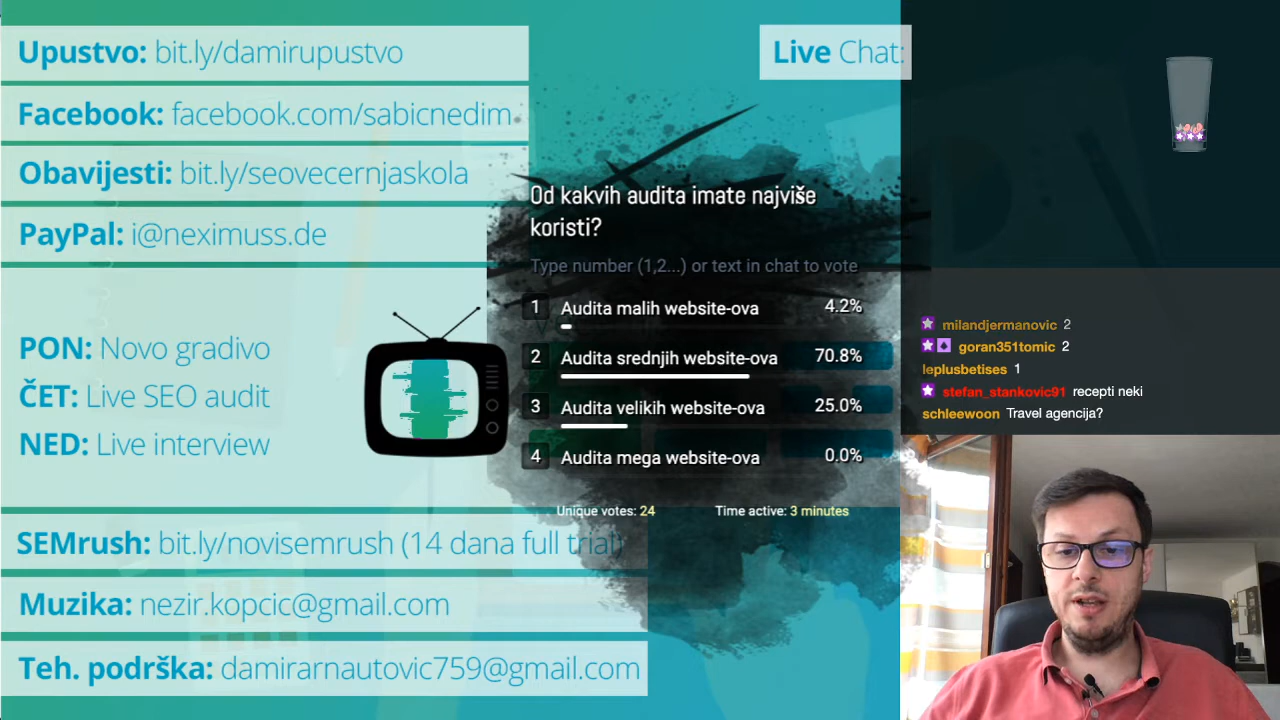 Upustvo: bit.ly/damirupustvo
Facebook: facebook.com/sabicnedim
Obavijesti: bit.ly/seovecernjaskola
PayPal: i@neximuss.de
PON: Novo gradivo
ČET: Live SEO audit
NED: Live interview
SEMrush: bit.ly/novisemrush (14 dana full trial)
Muzika: nezir.kopcic@gmail.com
Teh. podrška: damirarnautovic759@gmail.com
Live Chat:
Od kakvih audita imate najviše
koristi?
Type number (1,2...) or text in chat to vote
1 Audita malih website-ova 4.2%
2 Audita srednjih website-ova 70.8%
3 Audita velikih website-ova 25.0%
4 Audita mega website-ova 0.0%
Unique votes: 24 Time active: 3 minutes
milandjermanovic 2
goran351tomic 2
leplusbetises 1
stefan_stankovic91 recepti neki
schleewoon Travel agencija?